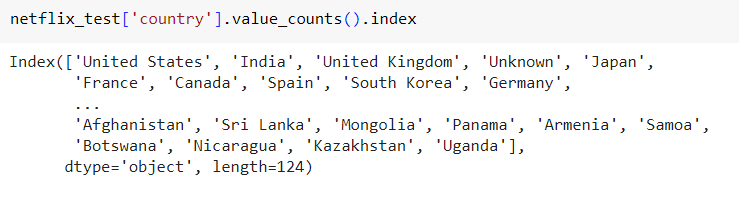 netflix_test['country'].value_counts().index
Index(['United States', 'India', 'United Kingdom', 'Unknown', 'Japan',
'France', 'Canada', 'Spain', 'South Korea', 'Germany',
...
'Afghanistan', 'Sri Lanka', 'Mongolia', 'Panama', 'Armenia', 'Samoa',
'Botswana', 'Nicaragua', 'Kazakhstan', 'Uganda'],
dtype='object', length=124)